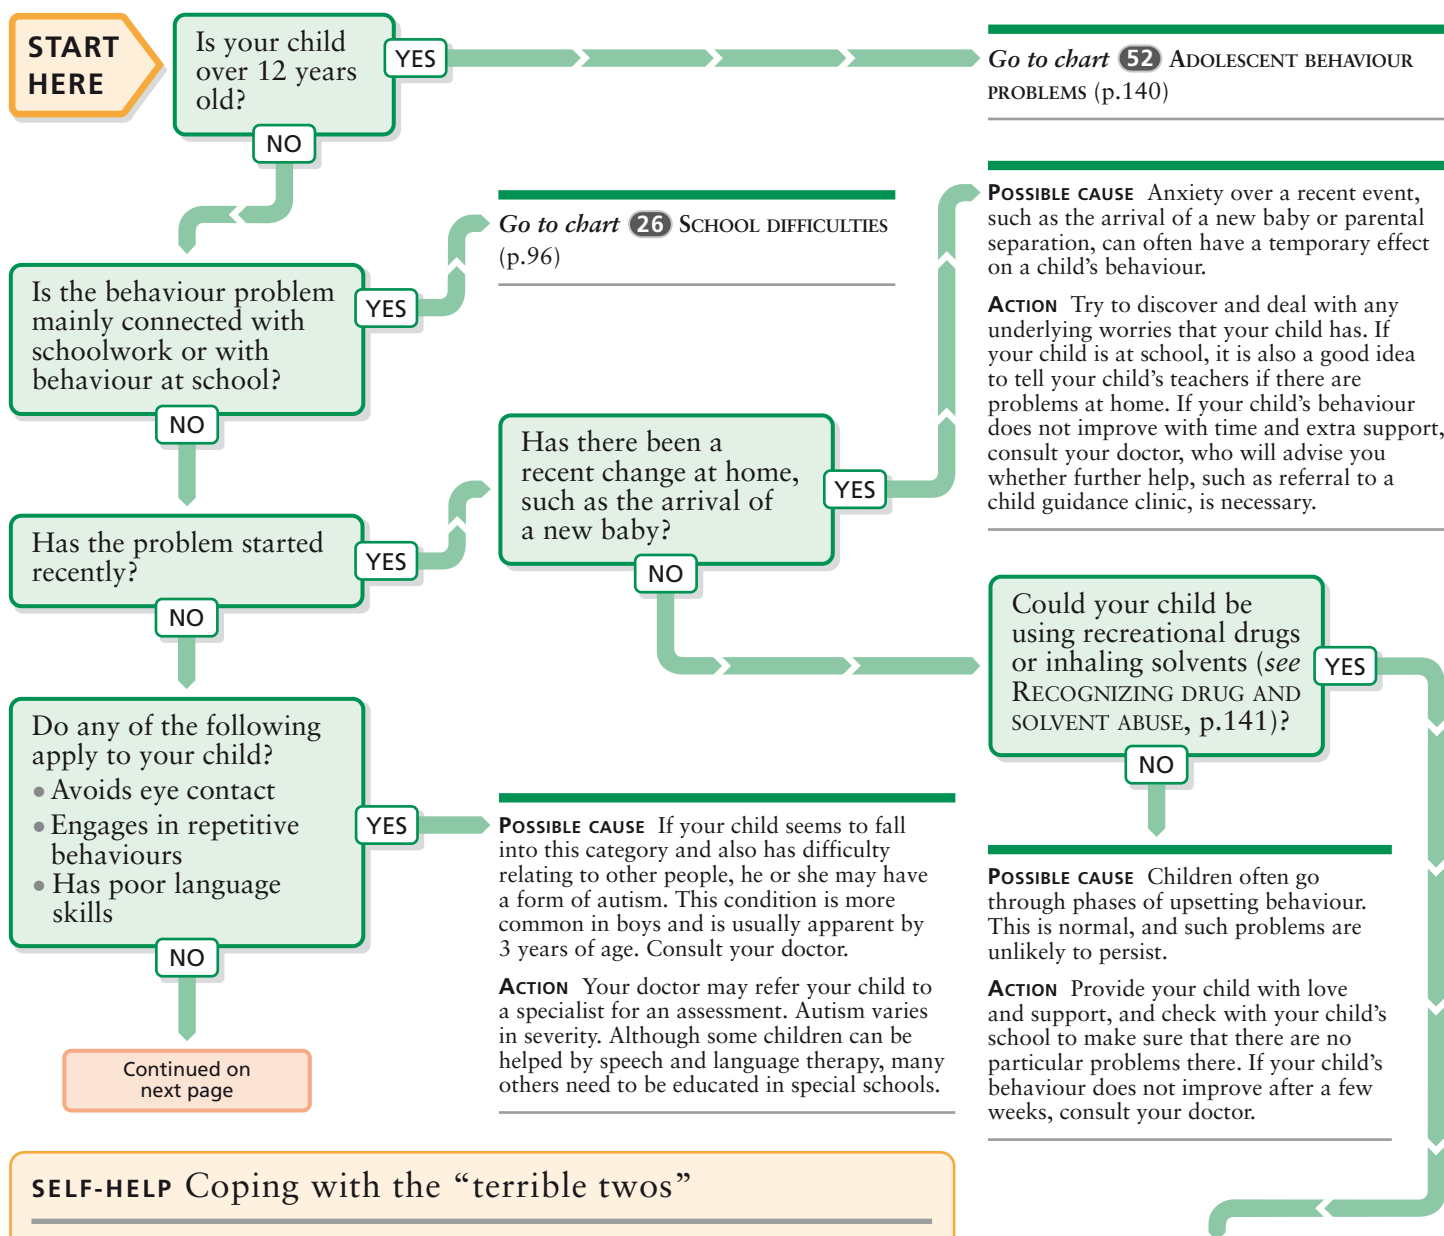 START
HERE
Is your child
over 12 years
old?
YES
NO
Go to chart 52 ADOLESCENT BEHAVIOUR
PROBLEMS (p.140)
Is the behaviour problem
mainly connected with
schoolwork or with
behaviour at school?
YES
NO
Go to chart 26 SCHOOL DIFFICULTIES
(p.96)
Has the problem started
recently?
YES
NO
Has there been a
recent change at home,
such as the arrival of
a new baby?
YES
NO
POSSIBLE CAUSE Anxiety over a recent event,
such as the arrival of a new baby or parental
separation, can often have a temporary effect
on a child's behaviour.
ACTION Try to discover and deal with any
underlying worries that your child has. If
your child is at school, it is also a good idea
to tell your child's teachers if there are
problems at home. If your child's behaviour
does not improve with time and extra support,
consult your doctor, who will advise you
whether further help, such as referral to a
child guidance clinic, is necessary.
Could your child be
using recreational drugs
or inhaling solvents (see
RECOGNIZING DRUG AND
SOLVENT ABUSE, p.141)?
YES
NO
Do any of the following
apply to your child?
• Avoids eye contact
• Engages in repetitive
behaviours
• Has poor language
skills
YES
NO
Continued on
next page
POSSIBLE CAUSE If your child seems to fall
into this category and also has difficulty
relating to other people, he or she may have
a form of autism. This condition is more
common in boys and is usually apparent by
3 years of age. Consult your doctor.
ACTION Your doctor may refer your child to
a specialist for an assessment. Autism varies
in severity. Although some children can be
helped by speech and language therapy, many
others need to be educated in special schools.
POSSIBLE CAUSE Children often go
through phases of upsetting behaviour.
This is normal, and such problems are
unlikely to persist.
ACTION Provide your child with love
and support, and check with your child's
school to make sure that there are no
particular problems there. If your child's
behaviour does not improve after a few
weeks, consult your doctor.
SELF-HELP Coping with the “terrible twos”